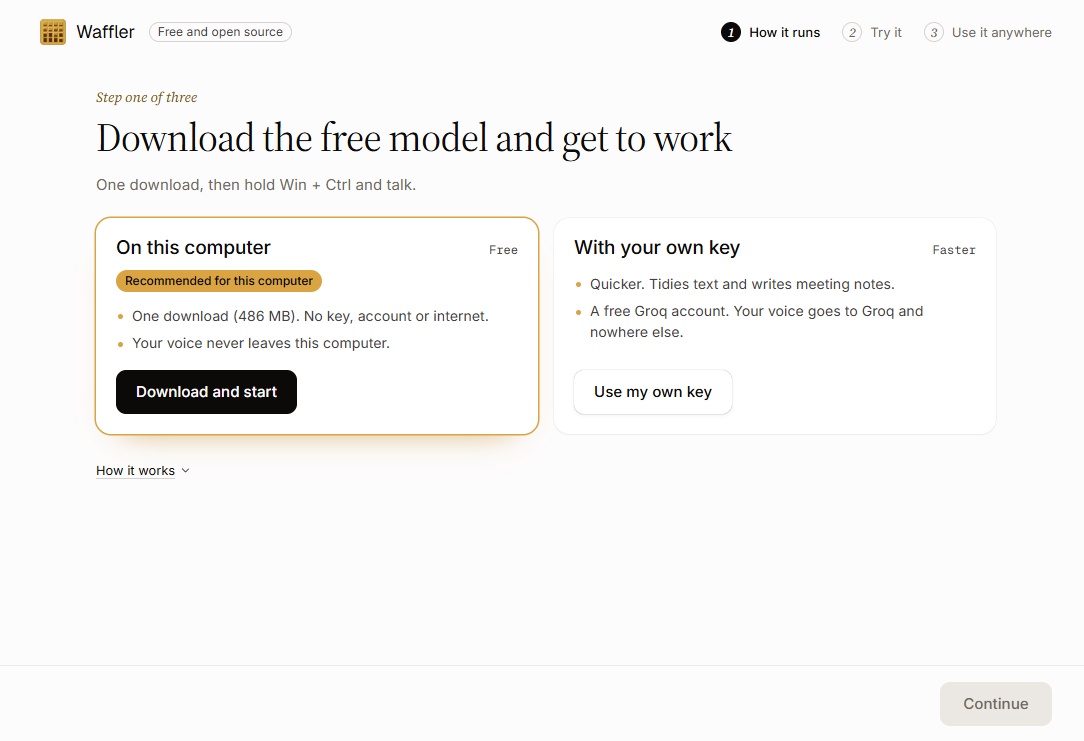 Waffler
Free and open source
1 How it runs
2 Try it
3 Use it anywhere
Step one of three
Download the free model and get to work
One download, then hold Win + Ctrl and talk.
On this computer
Free
Recommended for this computer
One download (486 MB). No key, account or internet.
Your voice never leaves this computer.
Download and start
With your own key
Faster
Quicker. Tidies text and writes meeting notes.
A free Groq account. Your voice goes to Groq and
nowhere else.
Use my own key
How it works
Continue